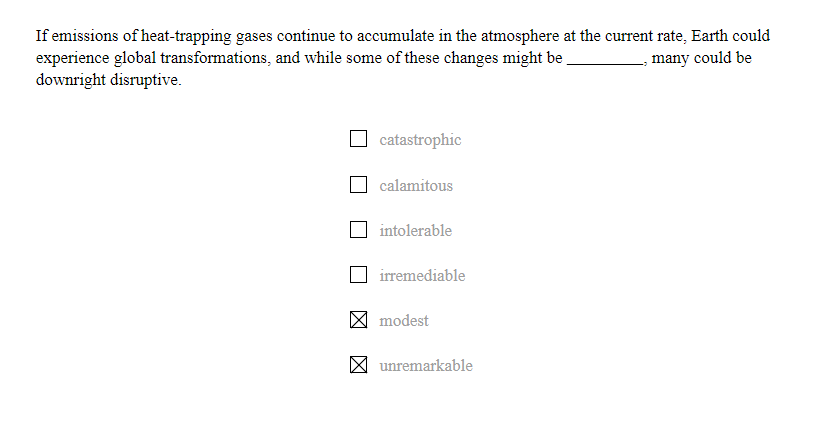 If emissions of heat-trapping gases continue to accumulate in the atmosphere at the current rate, Earth could
experience global transformations, and while some of these changes might be __________, many could be
downright disruptive.
catastrophic
calamitous
intolerable
irremediable
modest
unremarkable